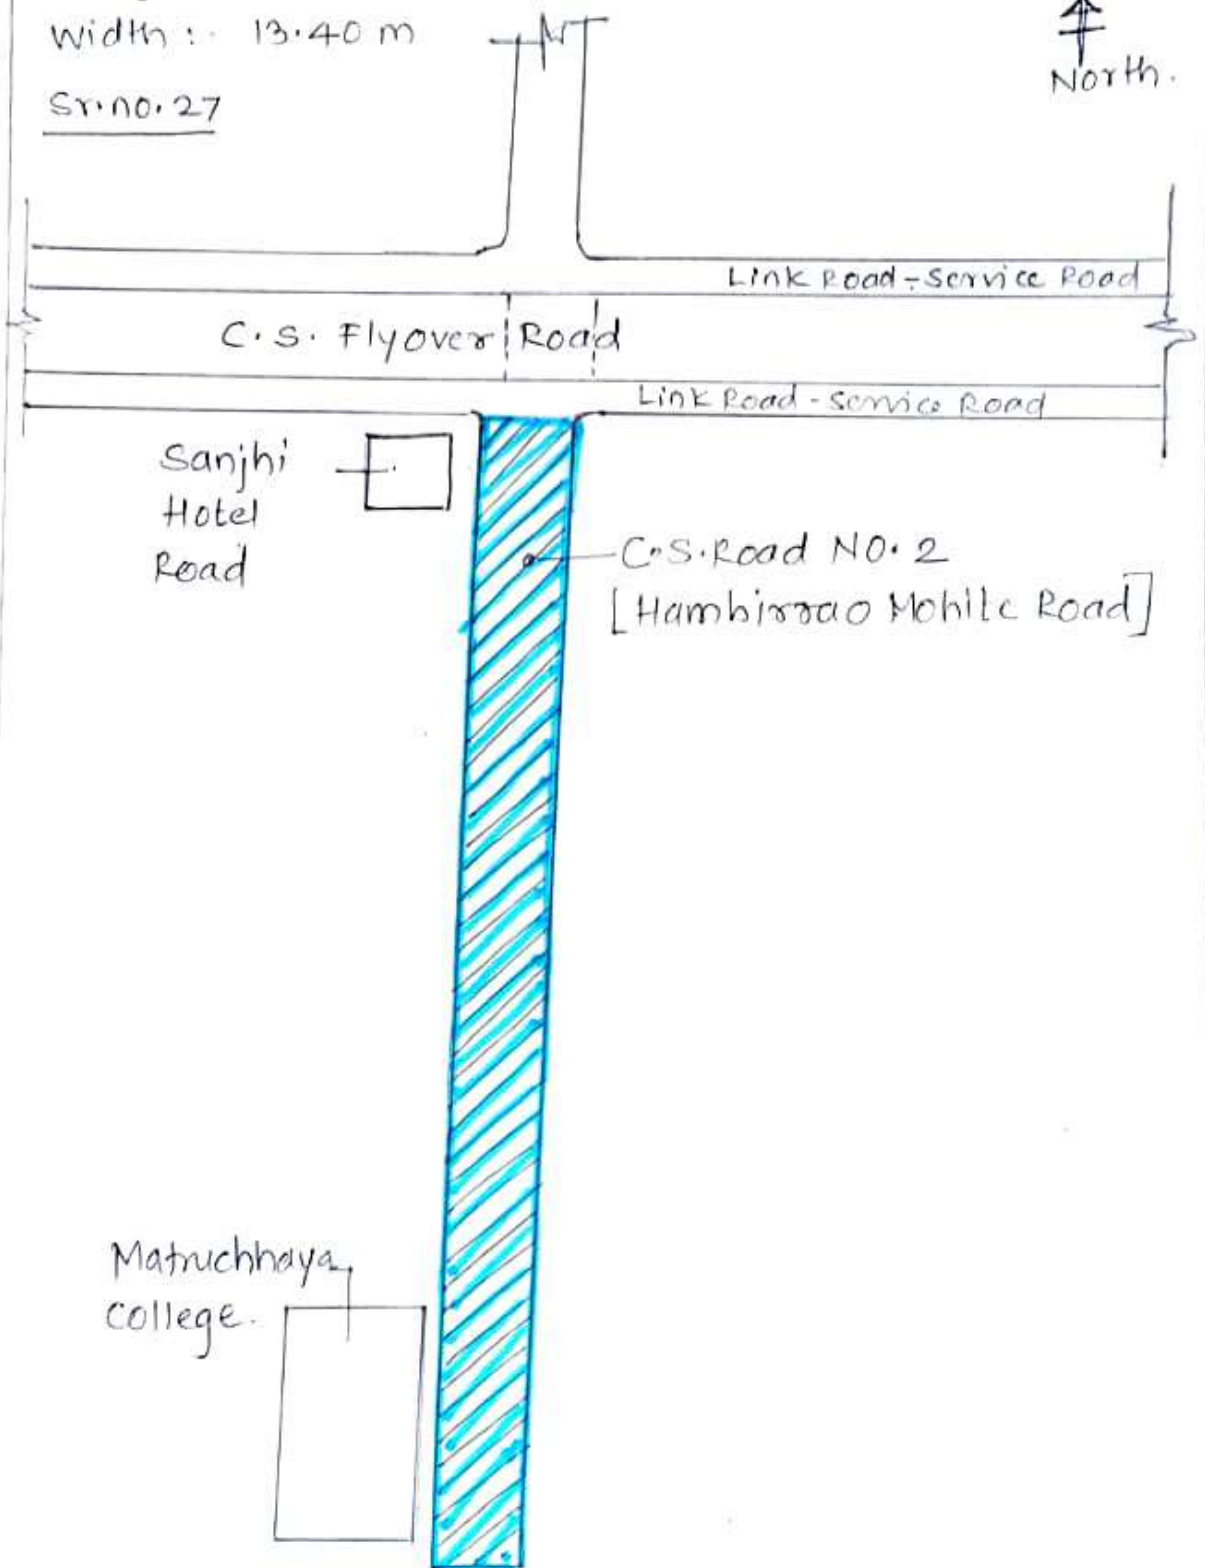 Width :- 13.40 m
North.
Sr.no.27
Link Road-Service Road
C.S. Flyover Road
Link Road-Service Road
Sanjhi
Hotel
Road
C.S.Road NO.2
[Hambirrao Mohite Road]
Matruchhaya
College.